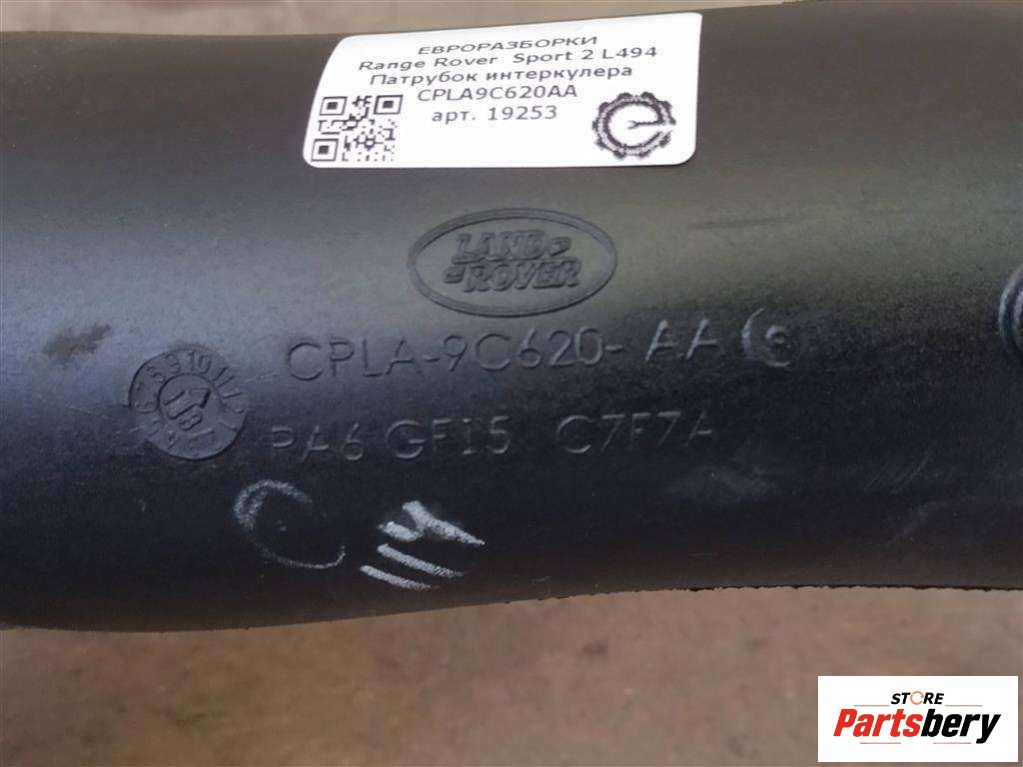 ЕВРОРАЗБОРКИ
Range Rover Sport 2 L494
Патрубок интеркулера
CPLA9C620AA
арт. 19253
LAND
ROVER
CPLA-9C620-AA
PA6 GF15 C7F7A
STORE
Partsbery